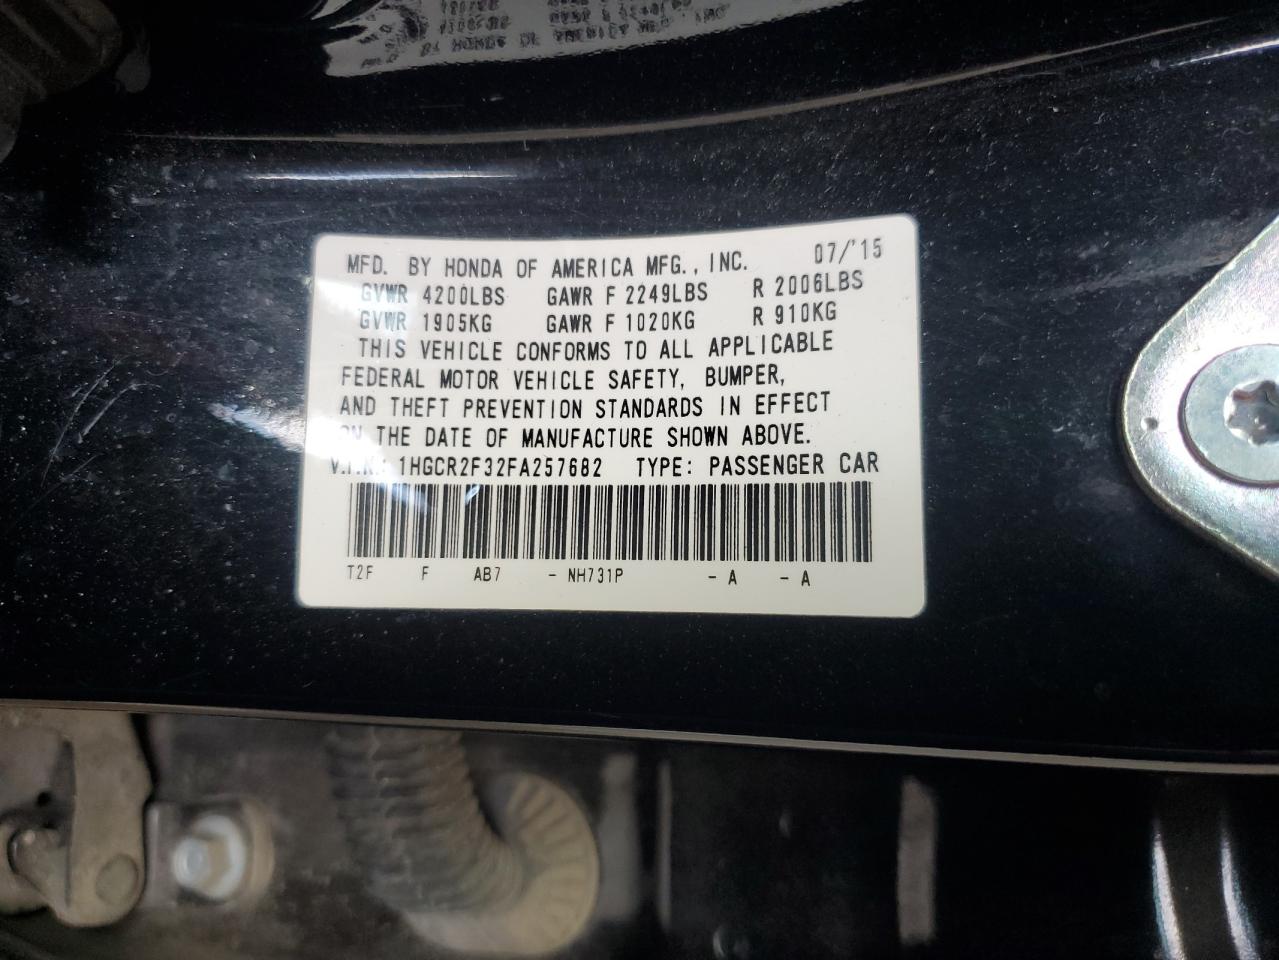 MFD. BY HONDA OF AMERICA MFG., INC. 07/'15
GVWR 4200LBS GAWR F 2249LBS R 2006LBS
GVWR 1905KG GAWR F 1020KG R 910KG
THIS VEHICLE CONFORMS TO ALL APPLICABLE
FEDERAL MOTOR VEHICLE SAFETY, BUMPER,
AND THEFT PREVENTION STANDARDS IN EFFECT
ON THE DATE OF MANUFACTURE SHOWN ABOVE.
V.I.N.: 1HGCR2F32FA257682 TYPE: PASSENGER CAR
T2F F AB7 - NH731P - A - A